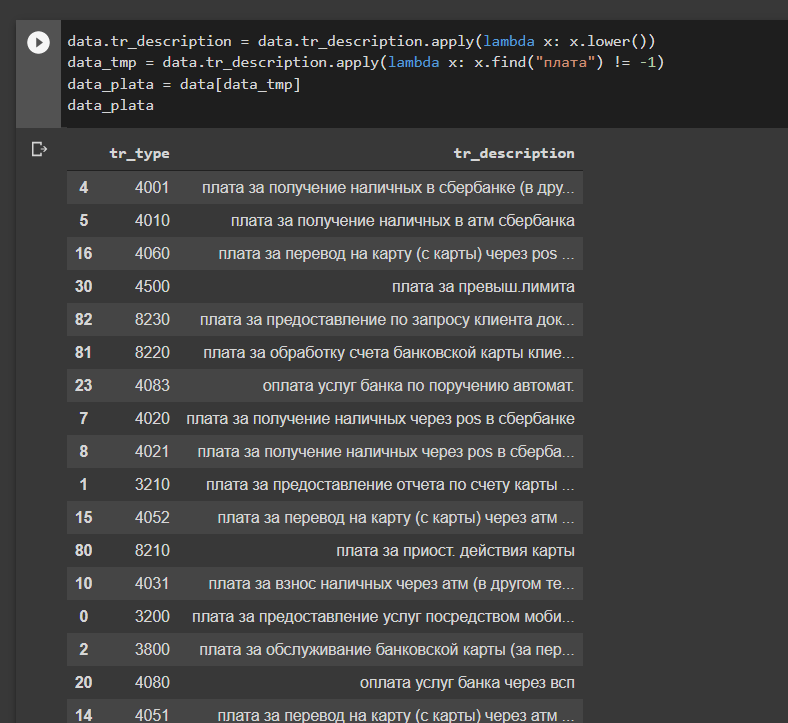 data.tr_description = data.tr_description.apply(lambda x: x.lower())
data_tmp = data.tr_description.apply(lambda x: x.find("плата") != -1)
data_plata = data[data_tmp]
data_plata
tr_type tr_description
4 4001 плата за получение наличных в сбербанке (в дру...
5 4010 плата за получение наличных в атм сбербанка
16 4060 плата за перевод на карту (с карты) через pos ...
30 4500 плата за превыш.лимита
82 8230 плата за предоставление по запросу клиента док...
81 8220 плата за обработку счета банковской карты клие...
23 4083 оплата услуг банка по поручению автомат.
7 4020 плата за получение наличных через pos в сбербанке
8 4021 плата за получение наличных через pos в сберба...
1 3210 плата за предоставление отчета по счету карты ...
15 4052 плата за перевод на карту (с карты) через атм ...
80 8210 плата за приост. действия карты
10 4031 плата за взнос наличных через атм (в другом те...
0 3200 плата за предоставление услуг посредством моби...
2 3800 плата за обслуживание банковской карты (за пер...
20 4080 оплата услуг банка через всп
14 4051 плата за перевод на карту (с карты) через атм ...